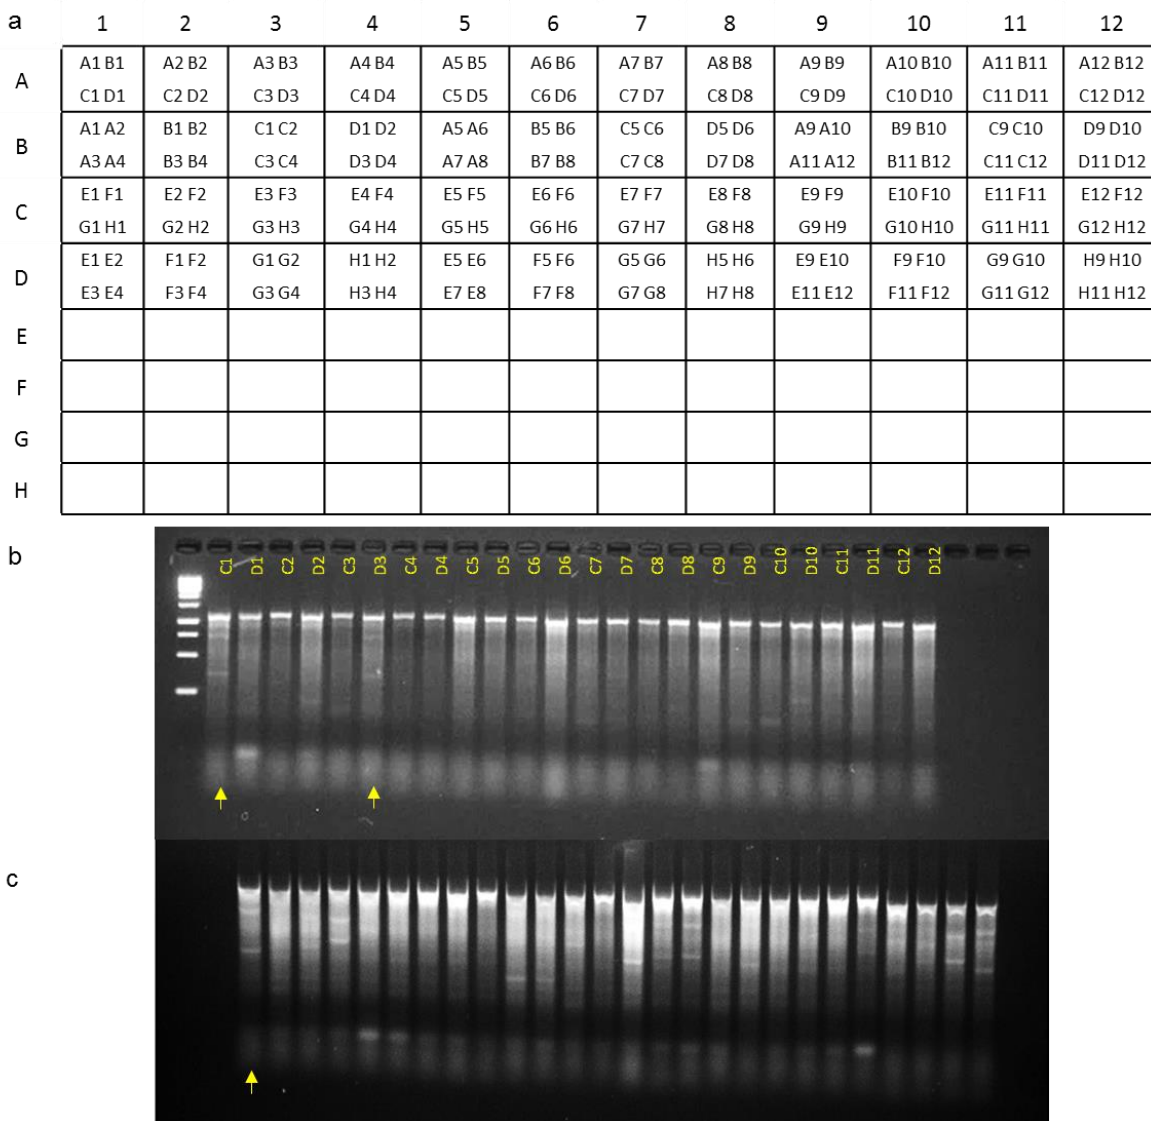 a 1 2 3 4 5 6 7 8 9 10 11 12
A A1 B1 A2 B2 A3 B3 A4 B4 A5 B5 A6 B6 A7 B7 A8 B8 A9 B9 A10 B10 A11 B11 A12 B12
C1 D1 C2 D2 C3 D3 C4 D4 C5 D5 C6 D6 C7 D7 C8 D8 C9 D9 C10 D10 C11 D11 C12 D12
B A1 A2 B1 B2 C1 C2 D1 D2 A5 A6 B5 B6 C5 C6 D5 D6 A9 A10 B9 B10 C9 C10 D9 D10
A3 A4 B3 B4 C3 C4 D3 D4 A7 A8 B7 B8 C7 C8 D7 D8 A11 A12 B11 B12 C11 C12 D11 D12
C E1 F1 E2 F2 E3 F3 E4 F4 E5 F5 E6 F6 E7 F7 E8 F8 E9 F9 E10 F10 E11 F11 E12 F12
G1 H1 G2 H2 G3 H3 G4 H4 G5 H5 G6 H6 G7 H7 G8 H8 G9 H9 G10 H10 G11 H11 G12 H12
D E1 E2 F1 F2 G1 G2 H1 H2 E5 E6 F5 F6 G5 G6 H5 H6 E9 E10 F9 F10 G9 G10 H9 H10
E3 E4 F3 F4 G3 G4 H3 H4 E7 E8 F7 F8 G7 G8 H7 H8 E11 E12 F11 F12 G11 G12 H11 H12
E
F
G
H
b C1 D1 C2 D2 C3 D3 C4 D4 C5 D5 C6 D6 C7 D7 C8 D8 C9 D9 C10 D10 C11 D11 C12 D12
c